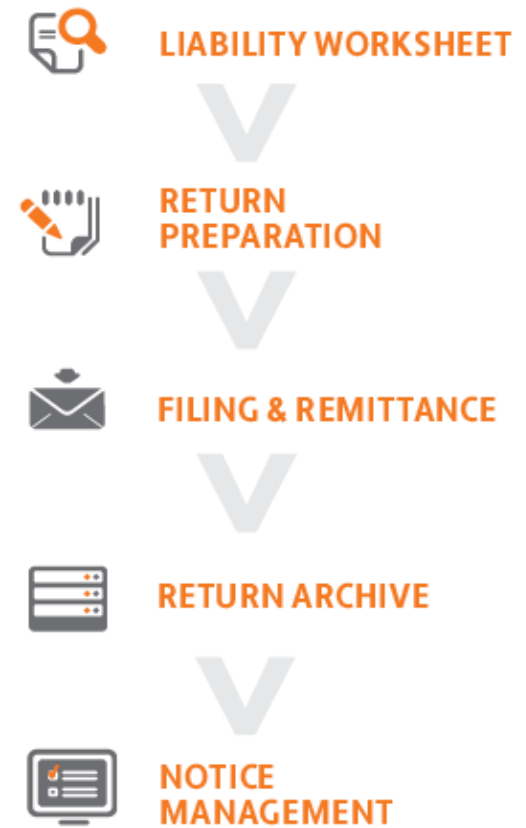 LIABILITY WORKSHEET
RETURN
PREPARATION
FILING & REMITTANCE
RETURN ARCHIVE
NOTICE
MANAGEMENT